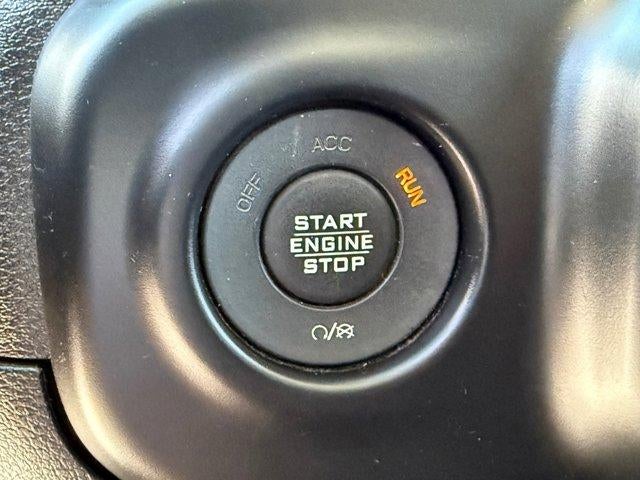 ACC
OFF
RUN
START
ENGINE
STOP